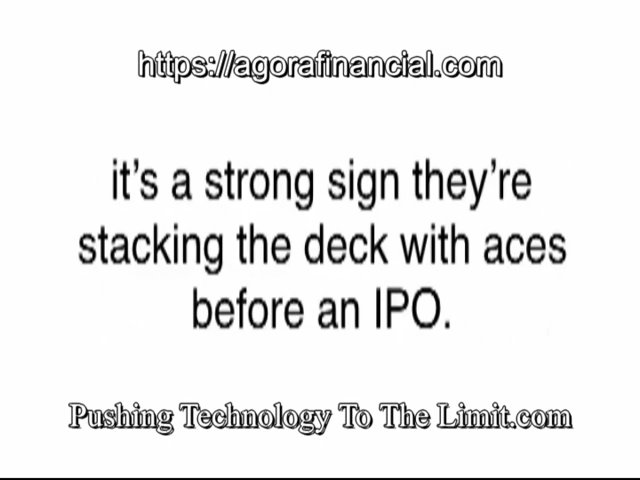 https://agorafinancial.com
it's a strong sign they're
stacking the deck with aces
before an IPO.
Pushing Technology To The Limit.com